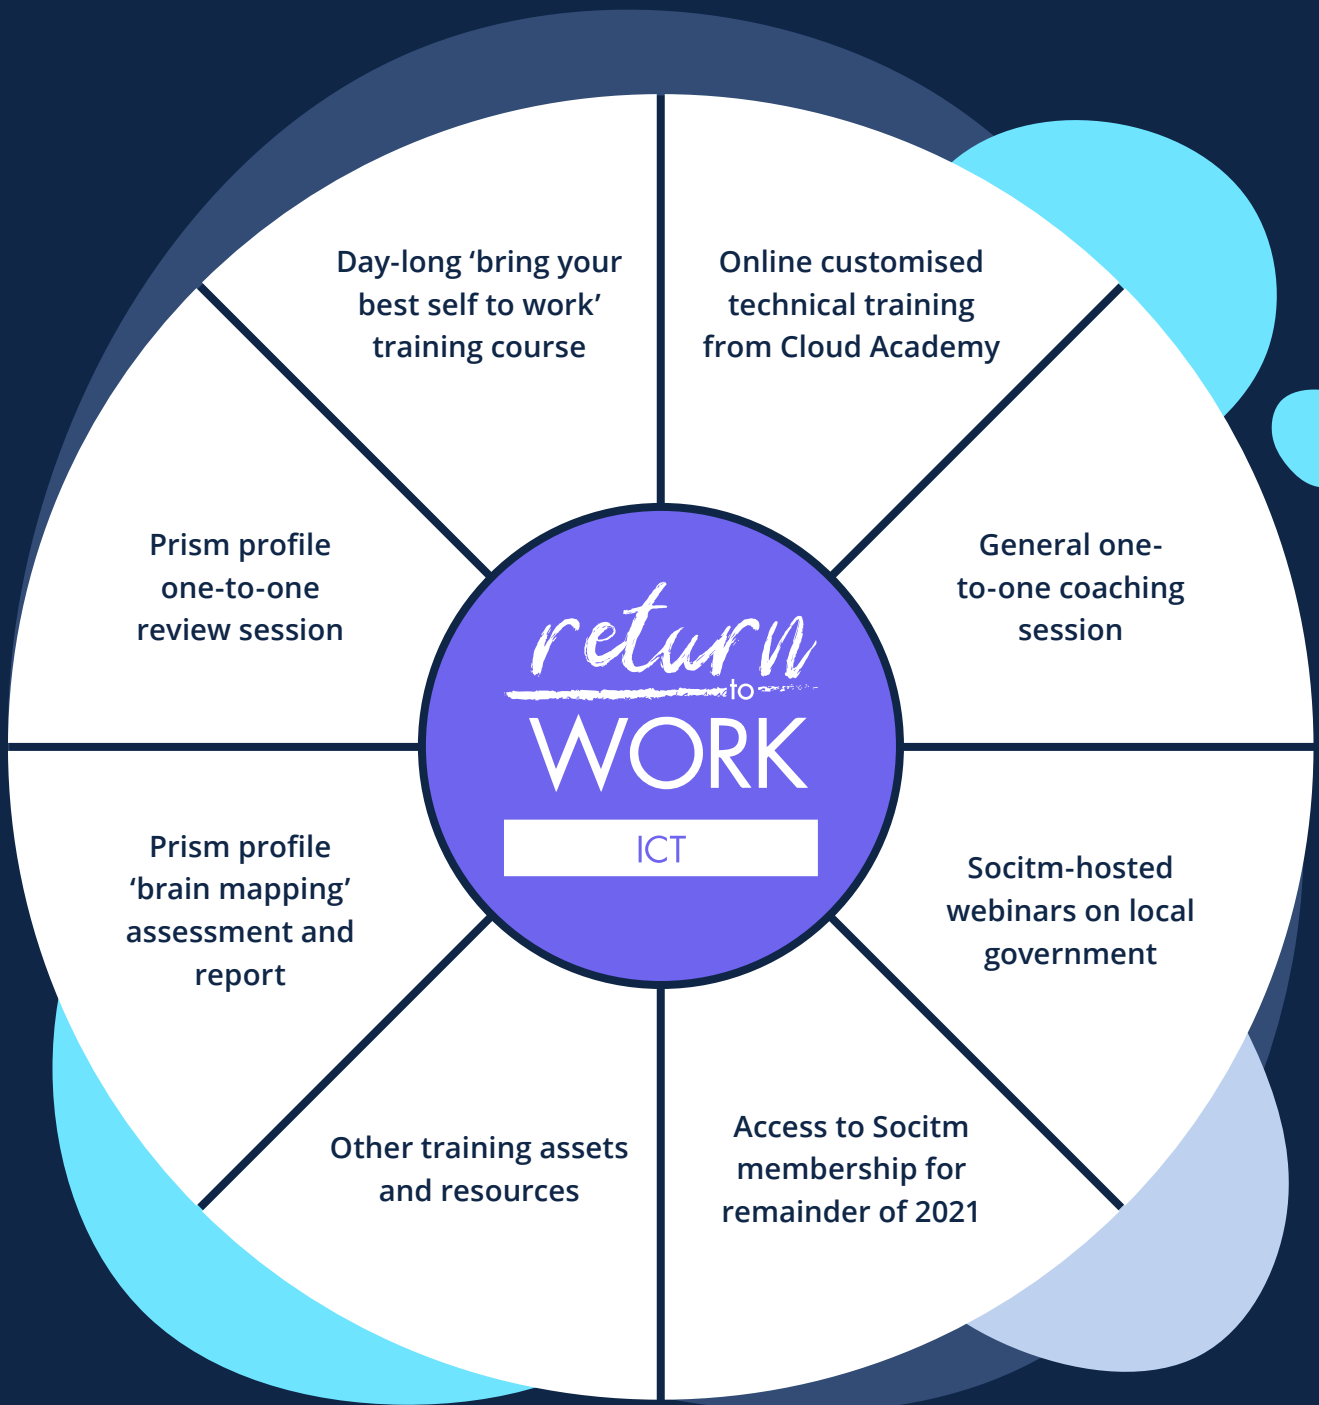 Day-long ‘bring your
best self to work’
training course
Online customised
technical training
from Cloud Academy
Prism profile
one-to-one
review session
General one-
to-one coaching
session
return
to
WORK
ICT
Prism profile
‘brain mapping’
assessment and
report
Socitm-hosted
webinars on local
government
Other training assets
and resources
Access to Socitm
membership for
remainder of 2021